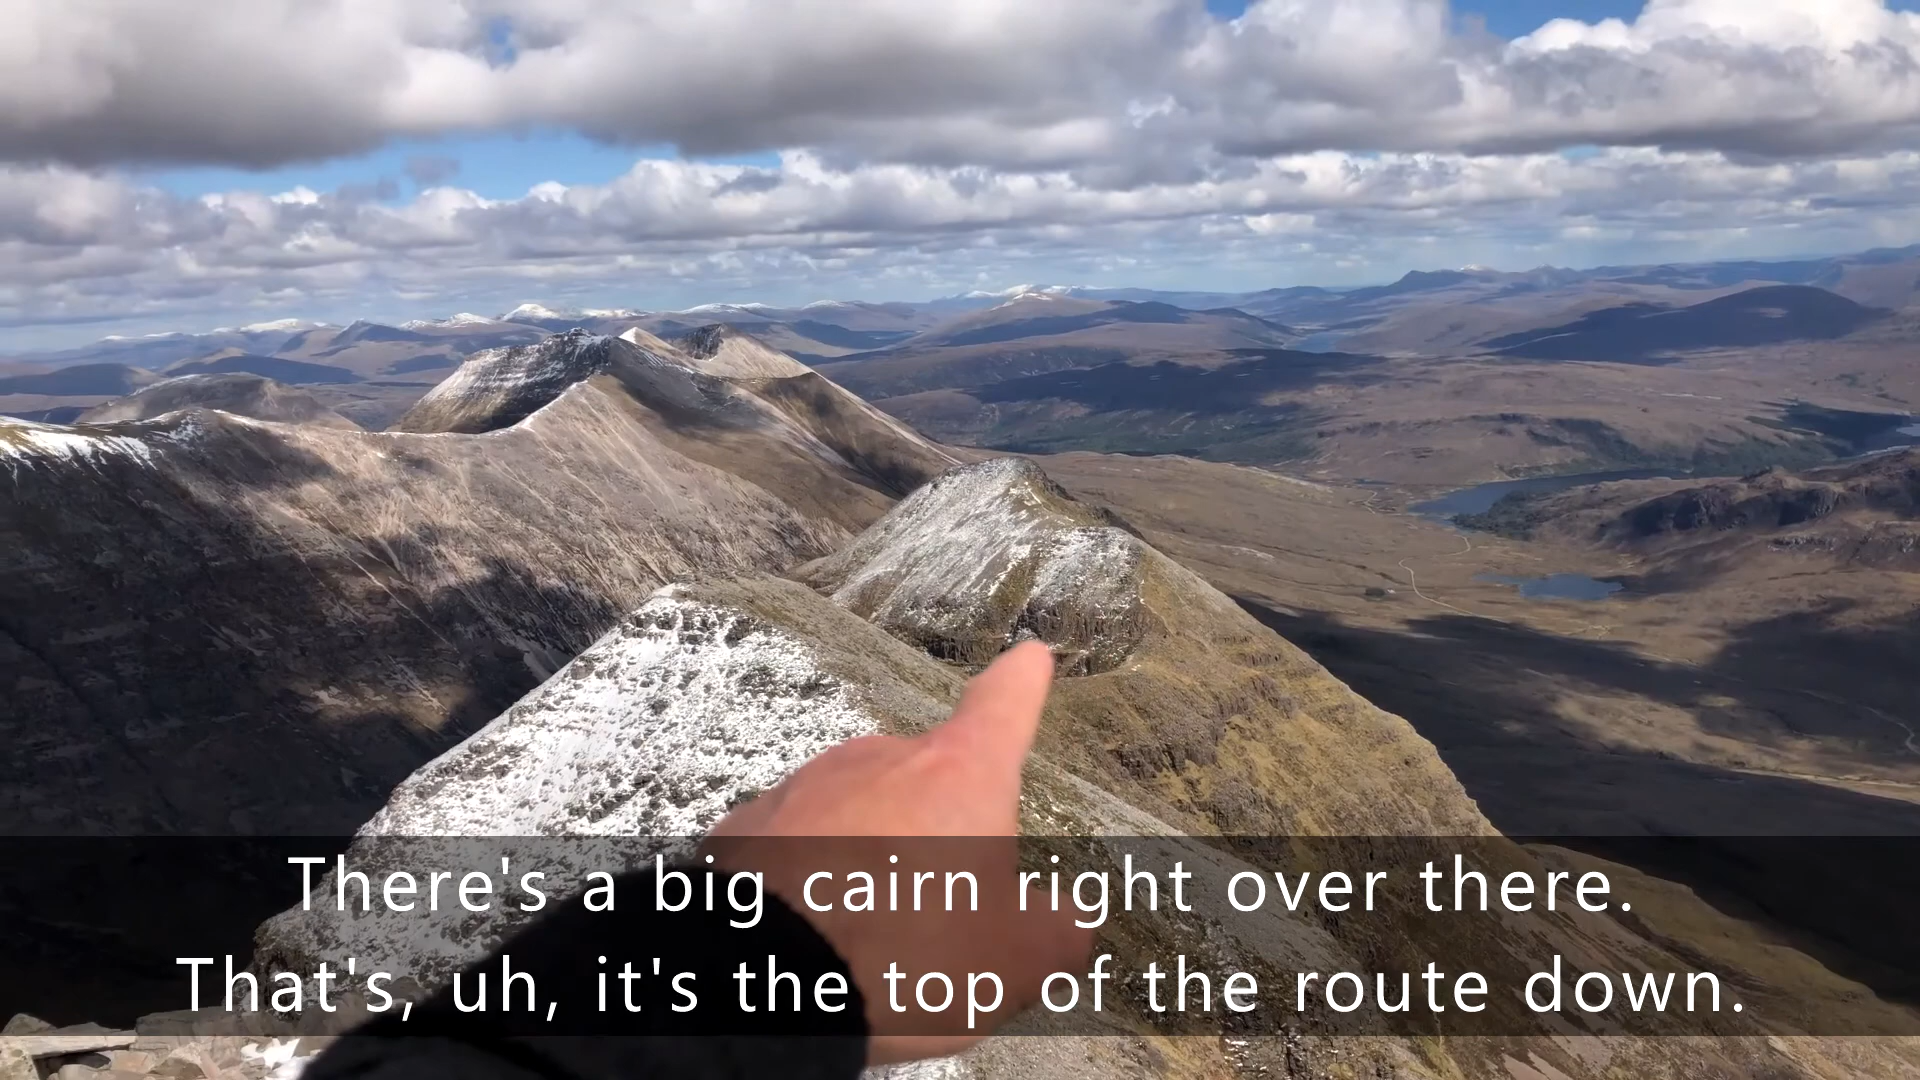 There's a big cairn right over there.
That's, uh, it's the top of the route down.